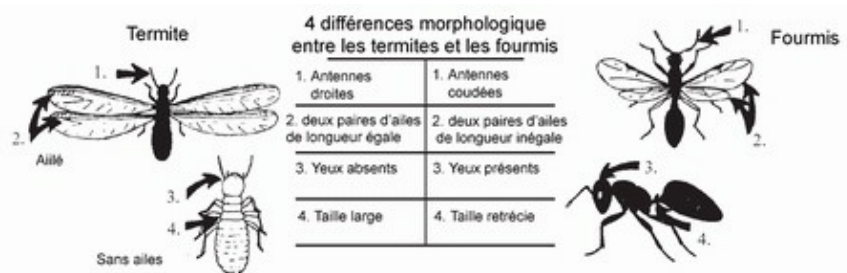 4 différences morphologique
entre les termites et les fourmis
Termite
1.
2.
Aiilé
3.
4.
Sans ailes
1. Antennes
droites
1. Antennes
coudées
2. deux paires d'ailes
de longueur égale
2. deux paires d'ailes
de longueur inégale
3. Yeux absents
3. Yeux présents
4. Taille large
4. Taille retrécie
Fourmis
1.
2.
3.
4.